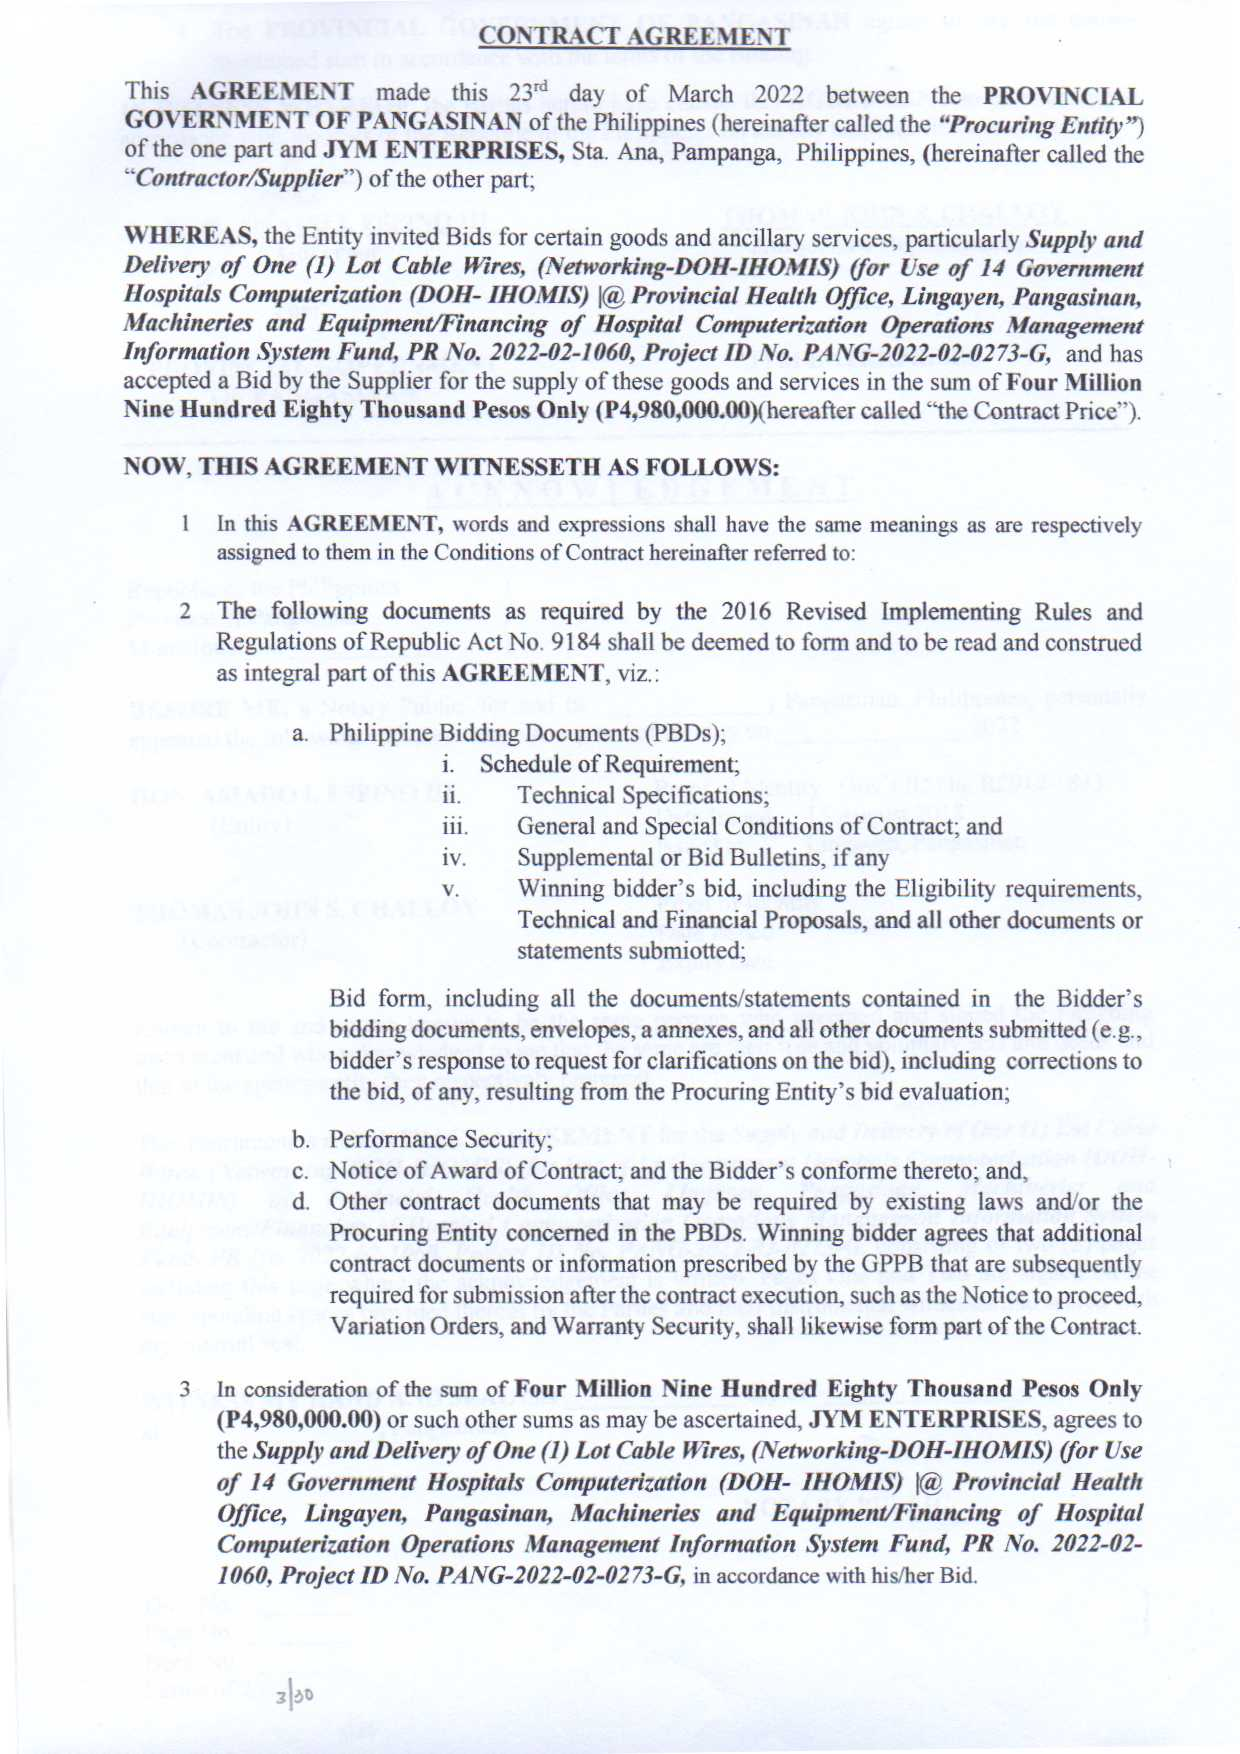 CONTRACT AGREEMENT
This AGREEMENT made this 23rd day of March 2022 between the PROVINCIAL
GOVERNMENT OF PANGASINAN of the Philippines (hereinafter called the “Procuring Entity”)
of the one part and JYM ENTERPRISES, Sta. Ana, Pampanga, Philippines, (hereinafter called the
“Contractor/Supplier”) of the other part;
WHEREAS, the Entity invited Bids for certain goods and ancillary services, particularly Supply and
Delivery of One (1) Lot Cable Wires, (Networking-DOH-IHOMIS) (for Use of 14 Government
Hospitals Computerization (DOH- IHOMIS) |@ Provincial Health Office, Lingayen, Pangasinan,
Machineries and Equipment/Financing of Hospital Computerization Operations Management
Information System Fund, PR No. 2022-02-1060, Project ID No. PANG-2022-02-0273-G, and has
accepted a Bid by the Supplier for the supply of these goods and services in the sum of Four Million
Nine Hundred Eighty Thousand Pesos Only (P4,980,000.00)(hereafter called “the Contract Price”).
NOW, THIS AGREEMENT WITNESSETH AS FOLLOWS:
1 In this AGREEMENT, words and expressions shall have the same meanings as are respectively
assigned to them in the Conditions of Contract hereinafter referred to:
2 The following documents as required by the 2016 Revised Implementing Rules and
Regulations of Republic Act No. 9184 shall be deemed to form and to be read and construed
as integral part of this AGREEMENT, viz.:
a. Philippine Bidding Documents (PBDs);
i. Schedule of Requirement;
ii. Technical Specifications;
iii. General and Special Conditions of Contract; and
iv. Supplemental or Bid Bulletins, if any
v. Winning bidder’s bid, including the Eligibility requirements,
Technical and Financial Proposals, and all other documents or
statements submiotted;
Bid form, including all the documents/statements contained in the Bidder’s
bidding documents, envelopes, a annexes, and all other documents submitted (e.g.,
bidder’s response to request for clarifications on the bid), including corrections to
the bid, of any, resulting from the Procuring Entity’s bid evaluation;
b. Performance Security;
c. Notice of Award of Contract; and the Bidder’s conforme thereto; and
d. Other contract documents that may be required by existing laws and/or the
Procuring Entity concerned in the PBDs. Winning bidder agrees that additional
contract documents or information prescribed by the GPPB that are subsequently
required for submission after the contract execution, such as the Notice to proceed,
Variation Orders, and Warranty Security, shall likewise form part of the Contract.
3 In consideration of the sum of Four Million Nine Hundred Eighty Thousand Pesos Only
(P4,980,000.00) or such other sums as may be ascertained, JYM ENTERPRISES, agrees to
the Supply and Delivery of One (1) Lot Cable Wires, (Networking-DOH-IHOMIS) (for Use
of 14 Government Hospitals Computerization (DOH- IHOMIS) |@ Provincial Health
Office, Lingayen, Pangasinan, Machineries and Equipment/Financing of Hospital
Computerization Operations Management Information System Fund, PR No. 2022-02-
1060, Project ID No. PANG-2022-02-0273-G, in accordance with his/her Bid.
3|30